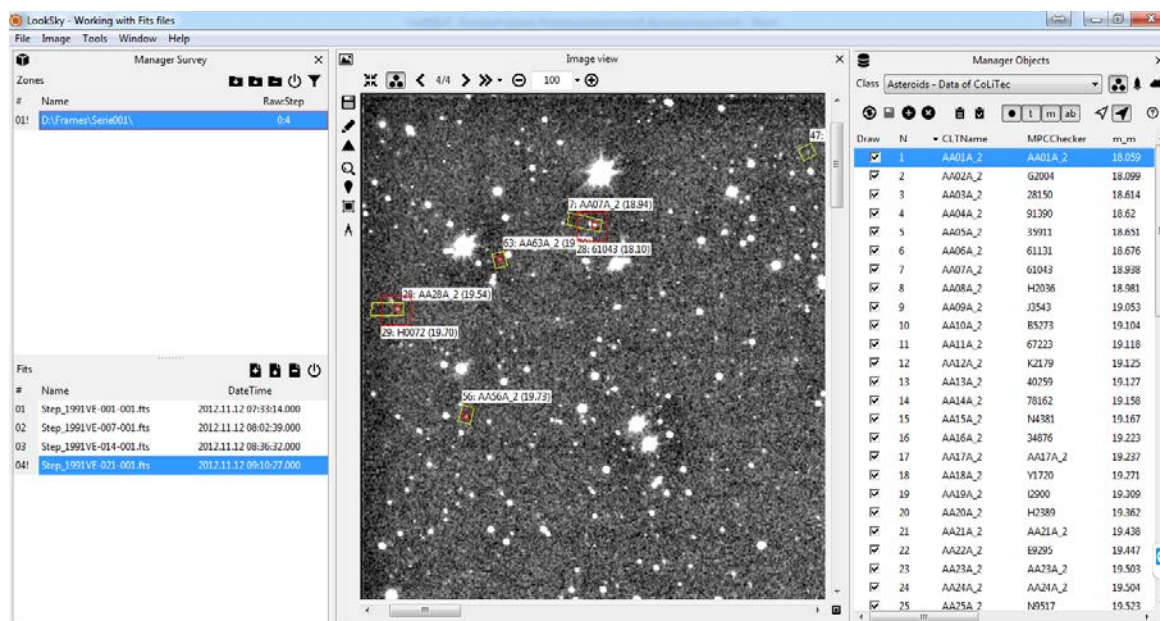 LookSky - Working with Fits files
File Image Tools Window Help
Manager Survey
Zones
# Name Raw:Step
01! D:\Frames\Serie001\ 0:4
Fits
# Name DateTime
01 Step_1991VE-001-001.fts 2012.11.12 07:33:14.000
02 Step_1991VE-007-001.fts 2012.11.12 08:02:39.000
03 Step_1991VE-014-001.fts 2012.11.12 08:36:32.000
04! Step_1991VE-021-001.fts 2012.11.12 09:10:27.000
Image view
4/4 100
47:
7: AA07A_2 (18.94)
63: AA63A_2 (19
28: 61043 (18.10)
28: AA28A_2 (19.54)
29: H0072 (19.70)
56: AA56A_2 (19.73)
Manager Objects
Class Asteroids - Data of CoLiTec
t m ab
Draw N CLTName MPCChecker m_m
1 AA01A_2 AA01A_2 18.059
2 AA02A_2 G2004 18.099
3 AA03A_2 28150 18.614
4 AA04A_2 91390 18.62
5 AA05A_2 35911 18.651
6 AA06A_2 61131 18.676
7 AA07A_2 61043 18.938
8 AA08A_2 H2036 18.981
9 AA09A_2 J3543 19.053
10 AA10A_2 B5273 19.104
11 AA11A_2 67223 19.118
12 AA12A_2 K2179 19.125
13 AA13A_2 40259 19.127
14 AA14A_2 78162 19.158
15 AA15A_2 N4381 19.167
16 AA16A_2 34876 19.223
17 AA17A_2 AA17A_2 19.237
18 AA18A_2 Y1720 19.271
19 AA19A_2 I2900 19.309
20 AA20A_2 H2389 19.362
21 AA21A_2 AA21A_2 19.438
22 AA22A_2 E9295 19.447
23 AA23A_2 AA23A_2 19.503
24 AA24A_2 AA24A_2 19.504
25 AA25A_2 N9517 19.523